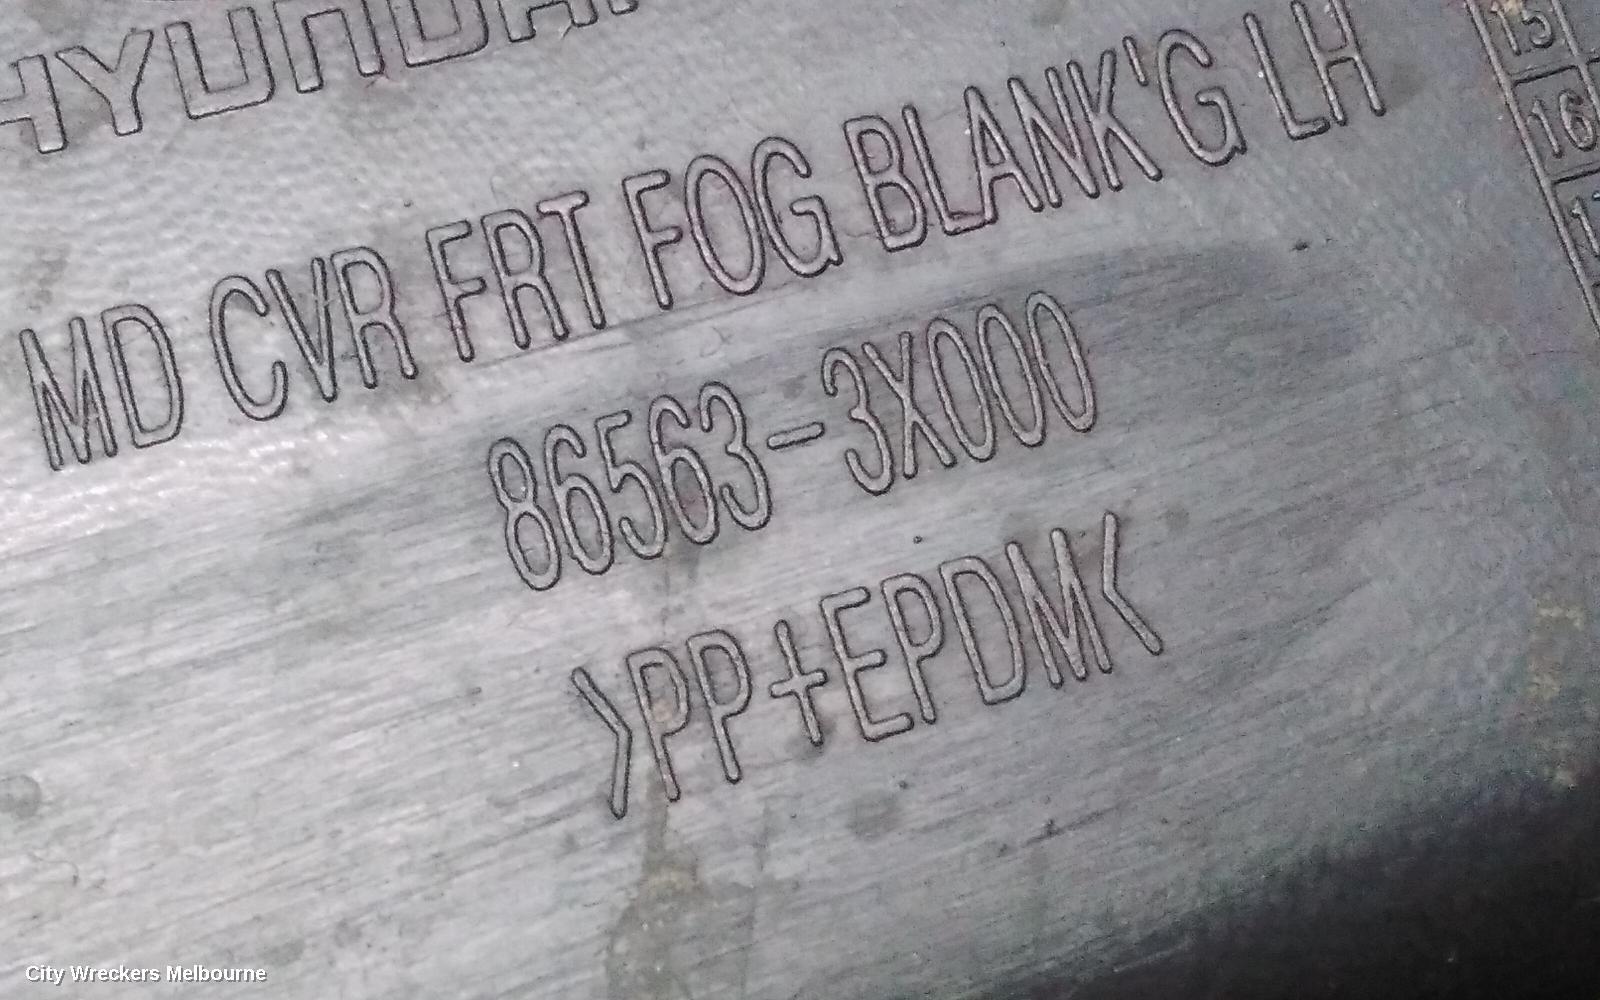 HYUNDAI
MD CVR FRT FOG BLANK'G LH
86563-3X000
>PP+EPDM<
15
16
City Wreckers Melbourne